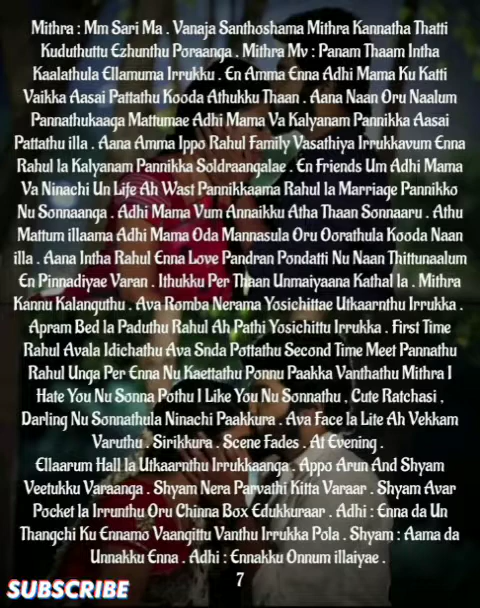 Mithra : Mm Sari Ma . Vanaja Santhoshama Mithra Kannatha Thatti
Kuduthuttu Ezhunthu Poraanga . Mithra Mv : Panam Thaam Intha
Kaalathula Ellamuma Irrukku . En Amma Enna Adhi Mama Ku Katti
Vaikka Aasai Pattathu Kooda Athukku Thaan . Aana Naan Oru Naalum
Pannathukaaga Mattumae Adhi Mama Va Kalyanam Pannikka Aasai
Pattathu illa . Aana Amma Ippo Rahul Family Vasathiya Irrukkavum Enna
Rahul la Kalyanam Pannikka Soldraangalae . En Friends Um Adhi Mama
Va Ninachi Un Life Ah Wast Pannikkaama Rahul la Marriage Pannikko
Nu Sonnaanga . Adhi Mama Vum Annaikku Atha Thaan Sonnaaru . Athu
Mattum illaama Adhi Mama Oda Mannasula Oru Oorathula Kooda Naan
illa . Aana Intha Rahul Enna Love Pandran Pondatti Nu Naan Thittunaalum
En Pinnadiyae Varan . Ithukku Per Thaan Unmaiyaana Kathal la . Mithra
Kannu Kalanguthu . Ava Romba Nerama Yosichittae Utkaarnthu Irrukka .
Apram Bed la Paduthu Rahul Ah Pathi Yosichittu Irrukka . First Time
Rahul Avala Idichathu Ava Snda Pottathu Second Time Meet Pannathu
Rahul Unga Per Enna Nu Kaettathu Ponnu Paakka Vanthathu Mithra I
Hate You Nu Sonna Pothu I Like You Nu Sonnathu , Cute Ratchasi ,
Darling Nu Sonnathula Ninachi Paakkura . Ava Face la Lite Ah Vekkam
Varuthu . Sirikkura . Scene Fades . At Evening .
Ellaarum Hall la Utkaarnthu Irrukkaanga . Appo Arun And Shyam
Veetukku Varaanga . Shyam Nera Parvathi Kitta Varaar . Shyam Avar
Pocket la Irrunthu Oru Chinna Box Edukkuraar . Adhi : Enna da Un
Thangchi Ku Ennamo Vaangittu Vanthu Irrukka Pola . Shyam : Aama da
Unnakku Enna . Adhi : Ennakku Onnum illaiyae .
7
SUBSCRIBE